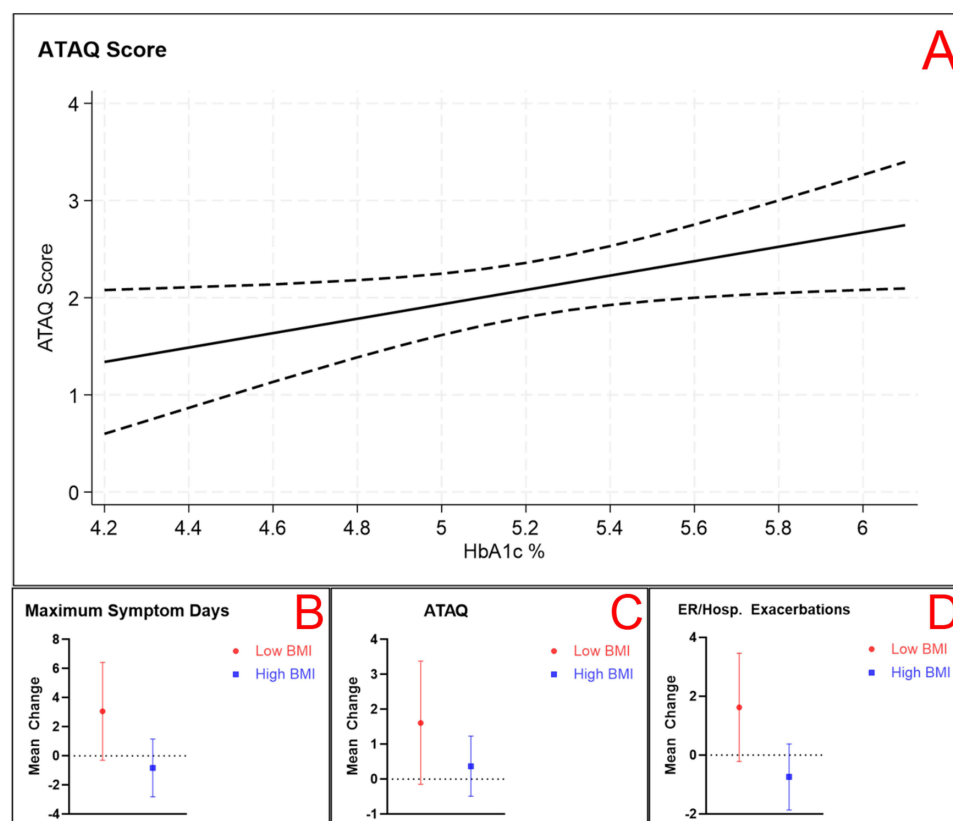 ATAQ Score
A
ATAQ Score
4
3
2
1
0
4.2 4.4 4.6 4.8 5 5.2 5.4 5.6 5.8 6
HbA1c %
Maximum Symptom Days
B
Low BMI
High BMI
Mean Change
8
6
4
2
0
-2
-4
ATAQ
C
Low BMI
High BMI
Mean Change
4
3
2
1
0
-1
ER/Hosp. Exacerbations
D
Low BMI
High BMI
Mean Change
4
2
0
-2